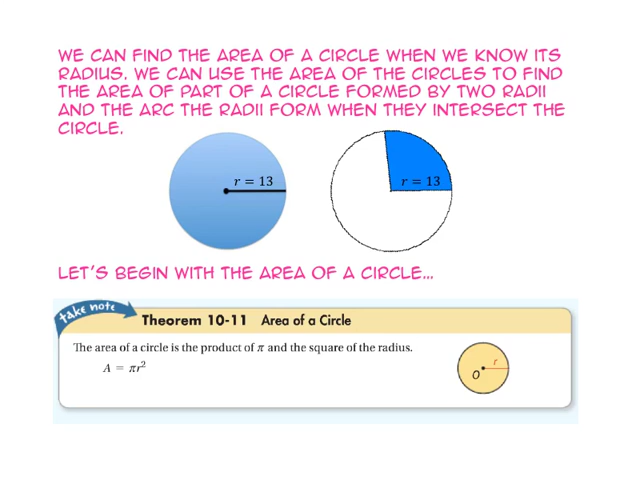 WE CAN FIND THE AREA OF A CIRCLE WHEN WE KNOW ITS
RADIUS. WE CAN USE THE AREA OF THE CIRCLES TO FIND
THE AREA OF PART OF A CIRCLE FORMED BY TWO RADII
AND THE ARC THE RADII FORM WHEN THEY INTERSECT THE
CIRCLE.
r = 13
r = 13
LET'S BEGIN WITH THE AREA OF A CIRCLE...
take note
Theorem 10-11 Area of a Circle
The area of a circle is the product of π and the square of the radius.
A = πr²
r
O